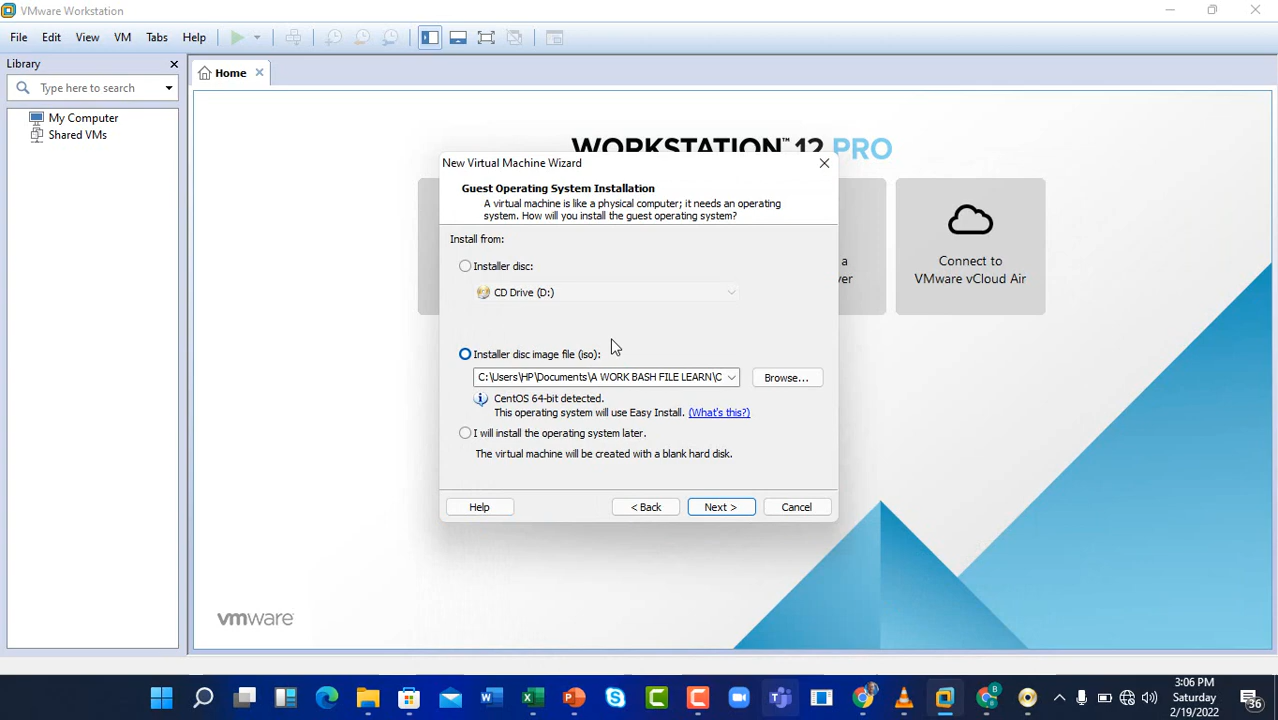 VMware Workstation
File Edit View VM Tabs Help
Library
Type here to search
My Computer
Shared VMs
Home
WORKSTATION™ 12 PRO
New Virtual Machine Wizard
Guest Operating System Installation
A virtual machine is like a physical computer; it needs an operating
system. How will you install the guest operating system?
Install from:
Installer disc:
CD Drive (D:)
Installer disc image file (iso):
C:\Users\HP\Documents\A WORK BASH FILE LEARN\C
Browse...
CentOS 64-bit detected.
This operating system will use Easy Install. (What's this?)
I will install the operating system later.
The virtual machine will be created with a blank hard disk.
Help
< Back
Next >
Cancel
a
ver
Connect to
VMware vCloud Air
vmware
3:06 PM
Saturday
2/19/2022
36